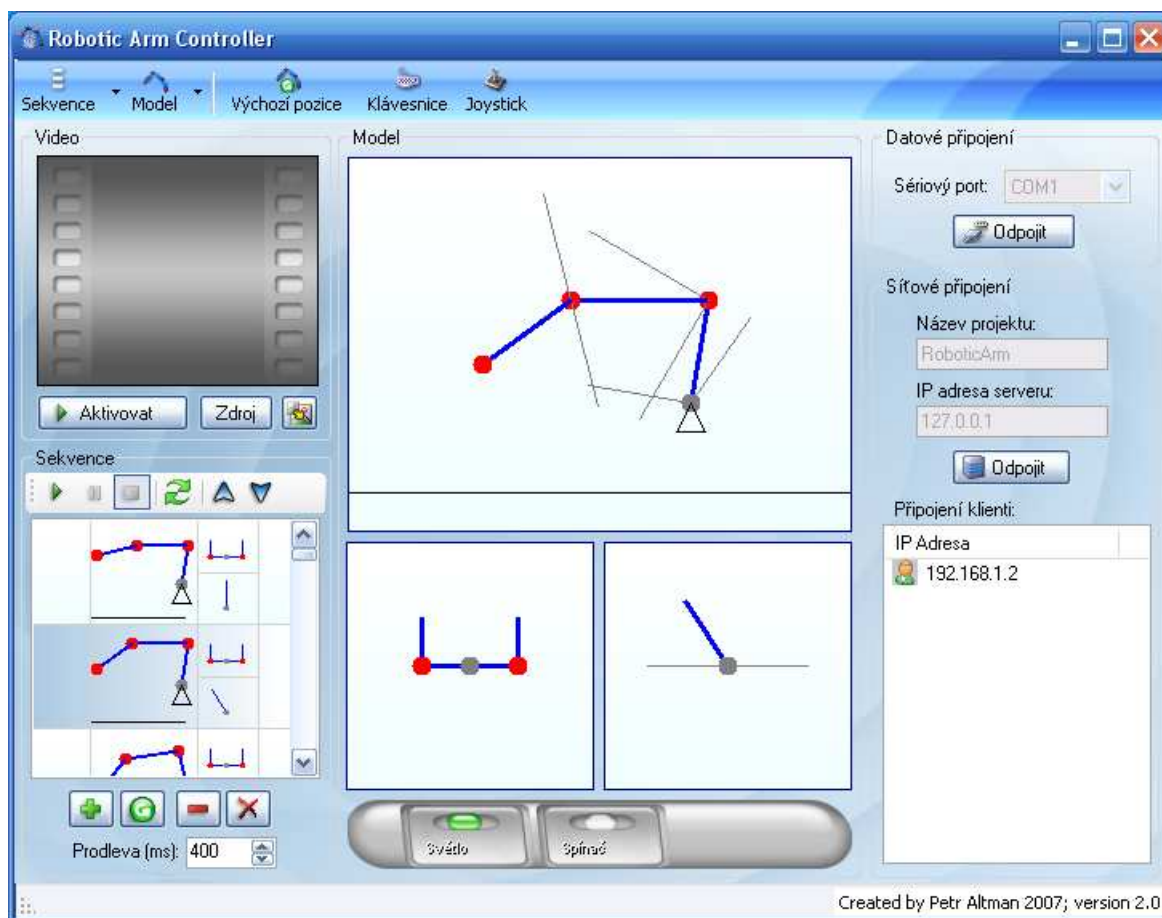 Robotic Arm Controller
Sekvence Model Výchozí pozice Klávesnice Joystick
Video
Aktivovat Zdroj
Sekvence
Prodleva (ms): 400
Model
Světlo Spínač
Datové připojení
Sériový port: COM1
Odpojit
Síťové připojení
Název projektu:
RoboticArm
IP adresa serveru:
127.0.0.1
Odpojit
Připojení klienti:
IP Adresa
192.168.1.2
Created by Petr Altman 2007; version 2.0